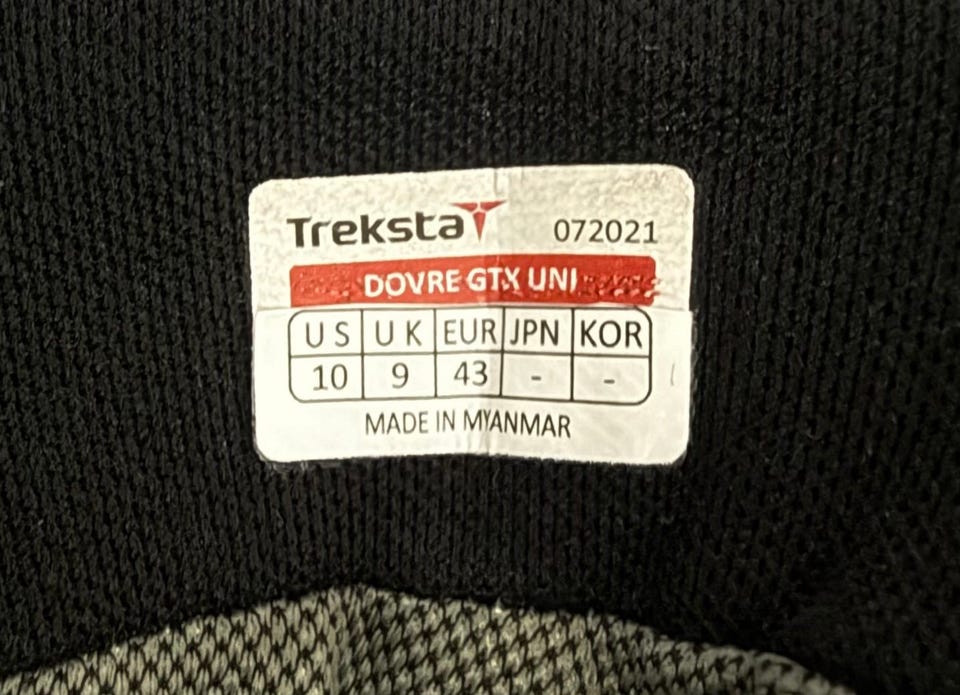 Treksta 072021
DOVRE GTX UNI
US UK EUR JPN KOR
10 9 43 - -
MADE IN MYANMAR